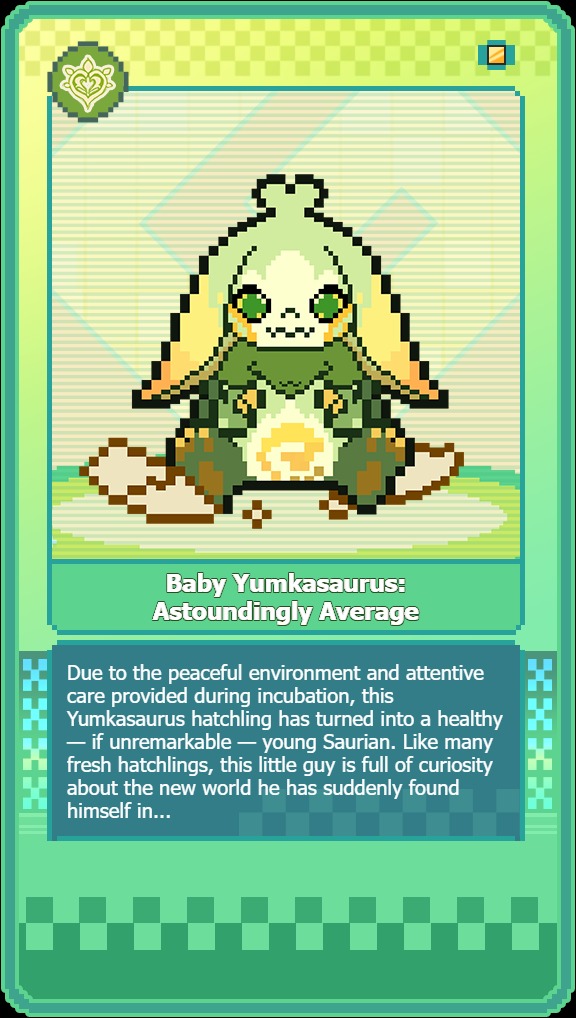 Baby Yumkasaurus:
Astoundingly Average
Due to the peaceful environment and attentive
care provided during incubation, this
Yumkasaurus hatchling has turned into a healthy
— if unremarkable — young Saurian. Like many
fresh hatchlings, this little guy is full of curiosity
about the new world he has suddenly found
himself in...